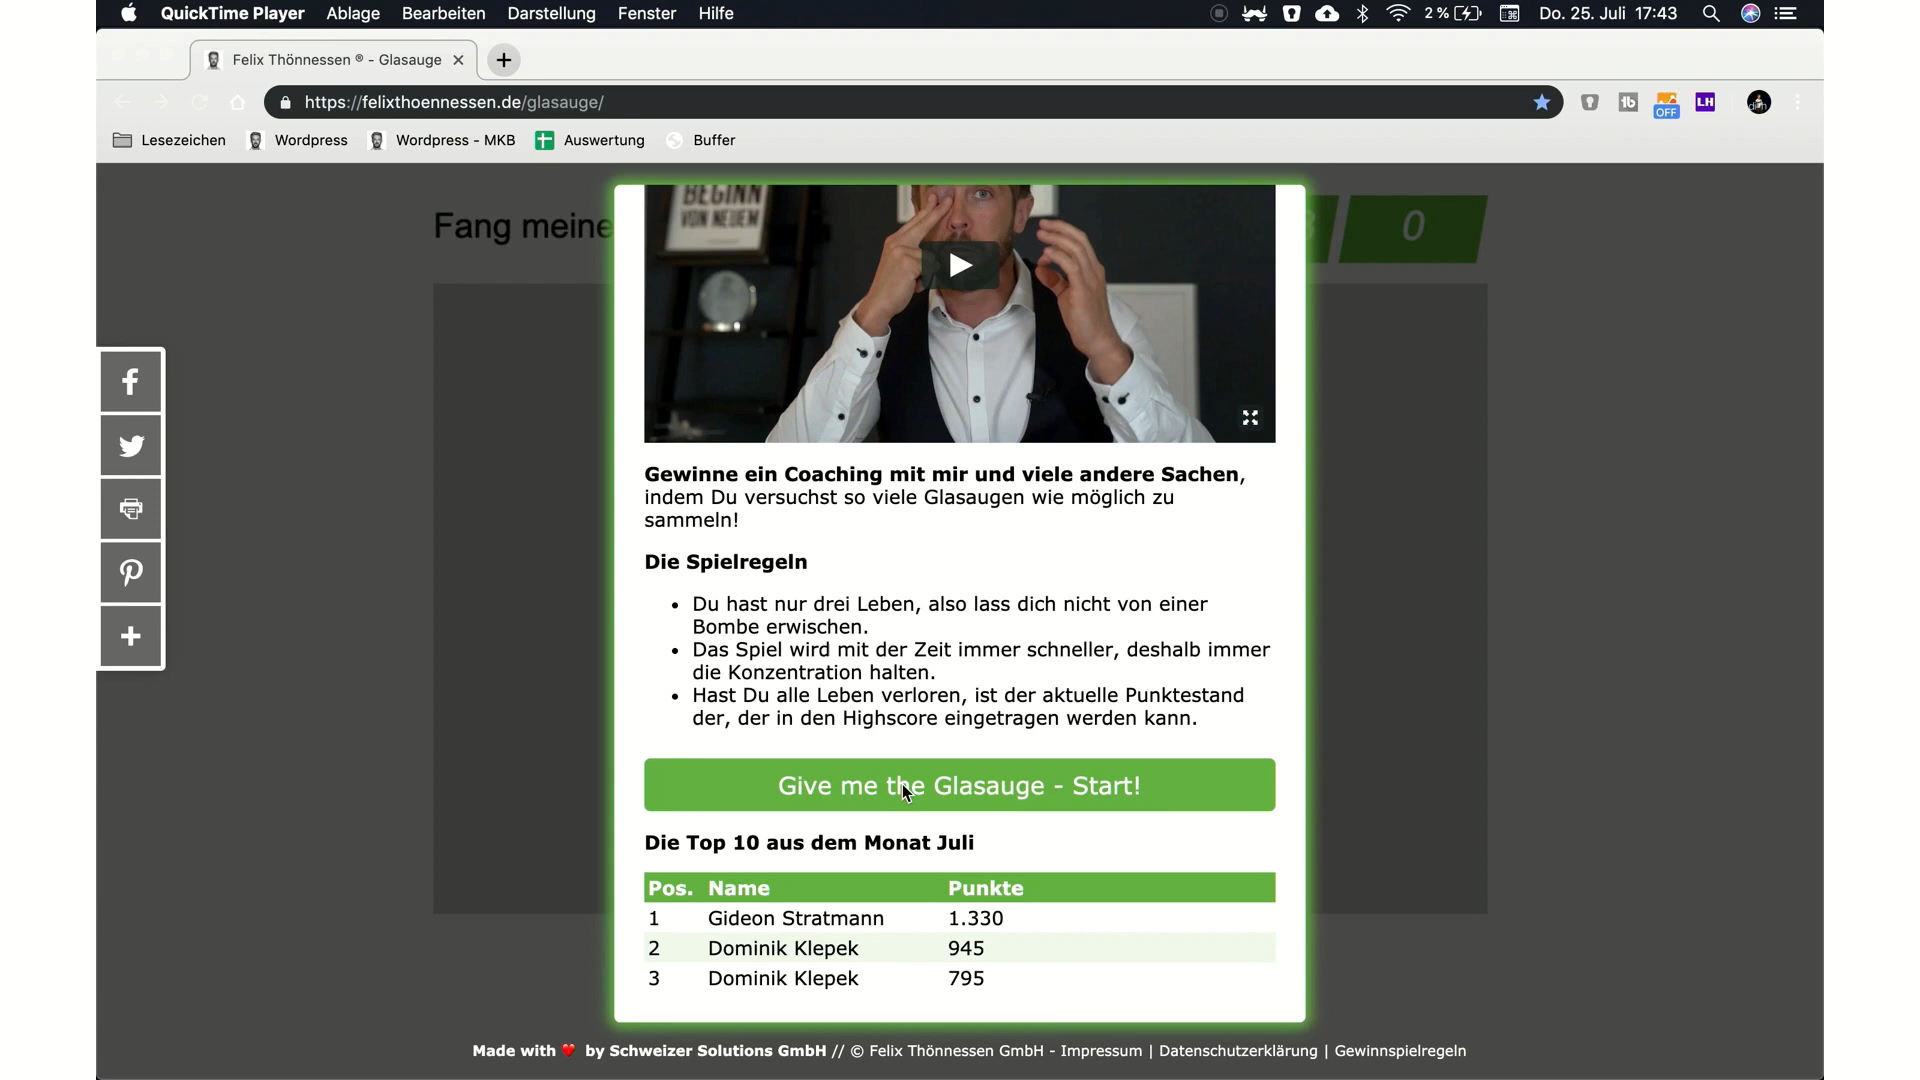 QuickTime Player Ablage Bearbeiten Darstellung Fenster Hilfe 2 % Do. 25. Juli 17:43
Felix Thönnessen ® - Glasauge
https://felixthoennessen.de/glasauge/
OFF
LH
Lesezeichen Wordpress Wordpress - MKB Auswertung Buffer
Fang meine
0
BEGINN
VON NEUEM
Gewinne ein Coaching mit mir und viele andere Sachen,
indem Du versuchst so viele Glasaugen wie möglich zu
sammeln!
Die Spielregeln
• Du hast nur drei Leben, also lass dich nicht von einer
Bombe erwischen.
• Das Spiel wird mit der Zeit immer schneller, deshalb immer
die Konzentration halten.
• Hast Du alle Leben verloren, ist der aktuelle Punktestand
der, der in den Highscore eingetragen werden kann.
Give me the Glasauge - Start!
Die Top 10 aus dem Monat Juli
Pos. Name Punkte
1 Gideon Stratmann 1.330
2 Dominik Klepek 945
3 Dominik Klepek 795
Made with ❤ by Schweizer Solutions GmbH // © Felix Thönnessen GmbH - Impressum | Datenschutzerklärung | Gewinnspielregeln